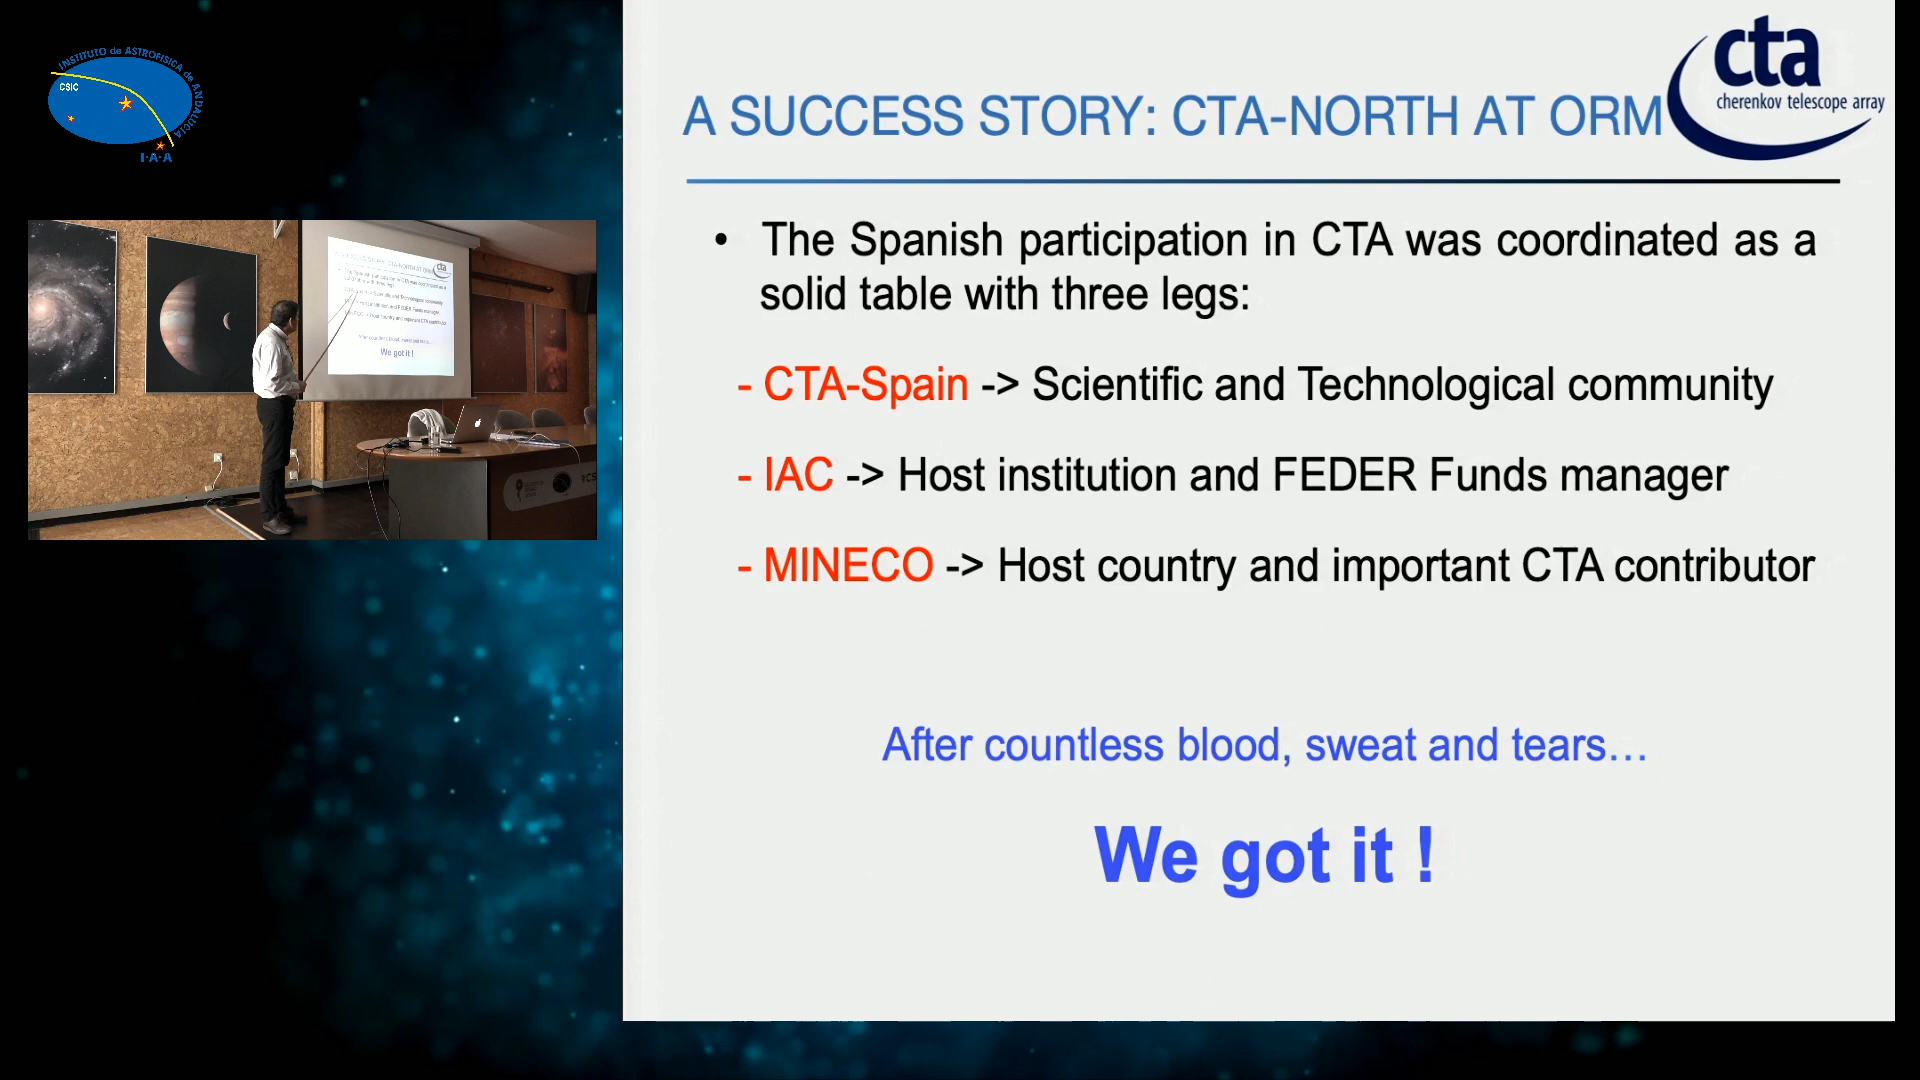 INSTITUTO de ASTROFISICA de ANDALUCIA
CSIC
I·A·A
cta
cherenkov telescope array
A SUCCESS STORY: CTA-NORTH AT ORM
• The Spanish participation in CTA was coordinated as a
solid table with three legs:
- CTA-Spain -> Scientific and Technological community
- IAC -> Host institution and FEDER Funds manager
- MINECO -> Host country and important CTA contributor
After countless blood, sweat and tears…
We got it !